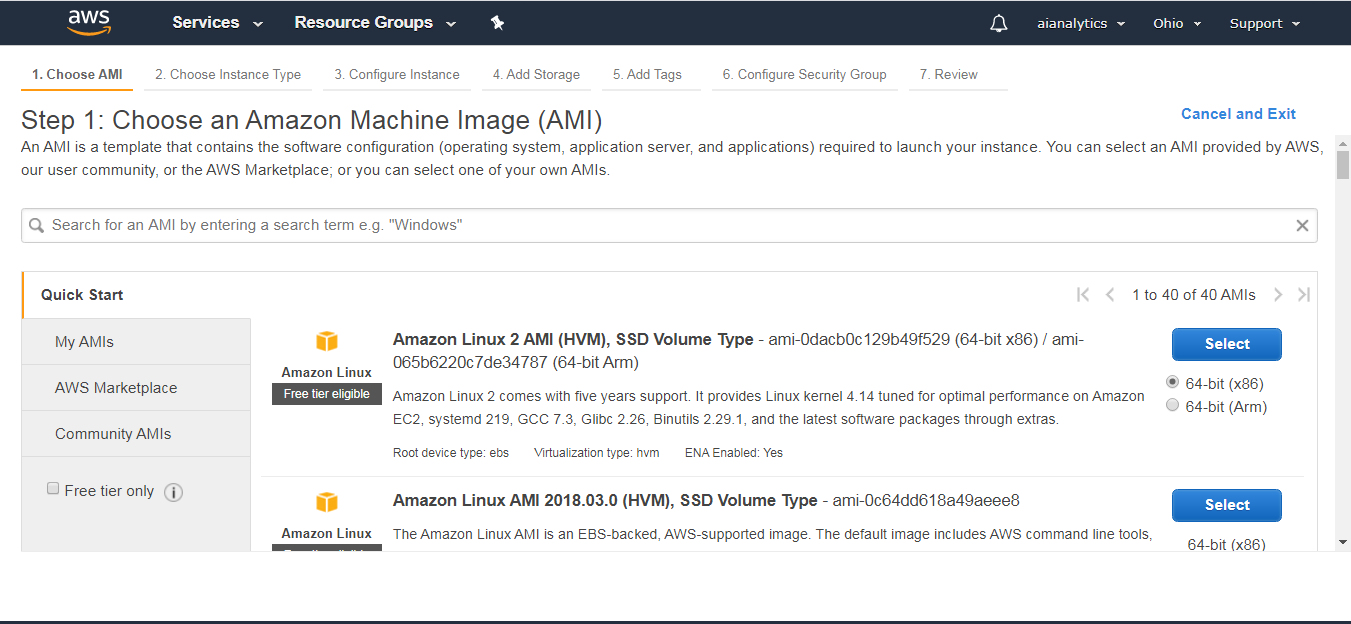 aws Services Resource Groups aianalytics Ohio Support
1. Choose AMI 2. Choose Instance Type 3. Configure Instance 4. Add Storage 5. Add Tags 6. Configure Security Group 7. Review
Step 1: Choose an Amazon Machine Image (AMI)
Cancel and Exit
An AMI is a template that contains the software configuration (operating system, application server, and applications) required to launch your instance. You can select an AMI provided by AWS,
our user community, or the AWS Marketplace; or you can select one of your own AMIs.
Search for an AMI by entering a search term e.g. "Windows"
Quick Start
My AMIs
AWS Marketplace
Community AMIs
Free tier only
1 to 40 of 40 AMIs
Amazon Linux
Free tier eligible
Amazon Linux 2 AMI (HVM), SSD Volume Type - ami-0dacb0c129b49f529 (64-bit x86) / ami-
065b6220c7de34787 (64-bit Arm)
Amazon Linux 2 comes with five years support. It provides Linux kernel 4.14 tuned for optimal performance on Amazon
EC2, systemd 219, GCC 7.3, Glibc 2.26, Binutils 2.29.1, and the latest software packages through extras.
Root device type: ebs Virtualization type: hvm ENA Enabled: Yes
Select
64-bit (x86)
64-bit (Arm)
Amazon Linux
Amazon Linux AMI 2018.03.0 (HVM), SSD Volume Type - ami-0c64dd618a49aeee8
The Amazon Linux AMI is an EBS-backed, AWS-supported image. The default image includes AWS command line tools,
Select
64-bit (x86)